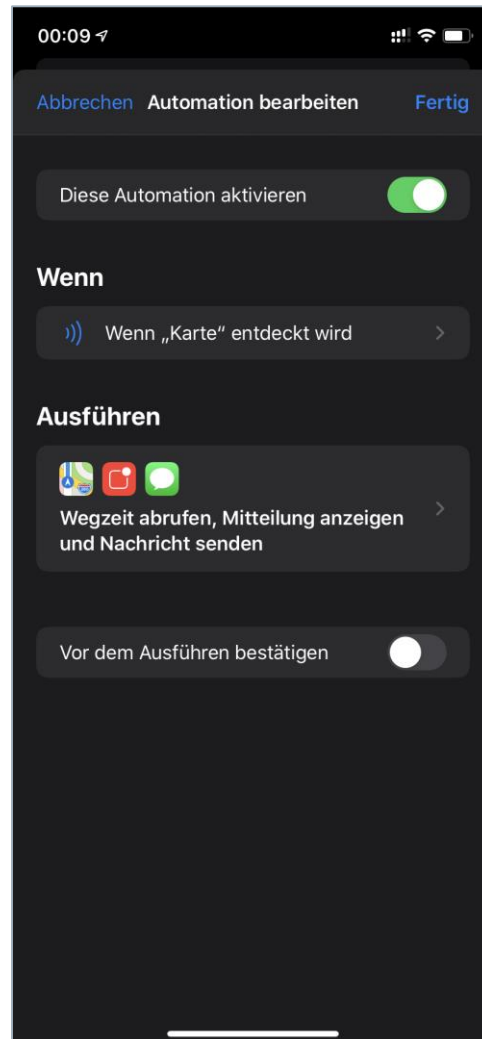 00:09
Abbrechen Automation bearbeiten Fertig
Diese Automation aktivieren
Wenn
Wenn „Karte“ entdeckt wird
Ausführen
Wegzeit abrufen, Mitteilung anzeigen
und Nachricht senden
Vor dem Ausführen bestätigen